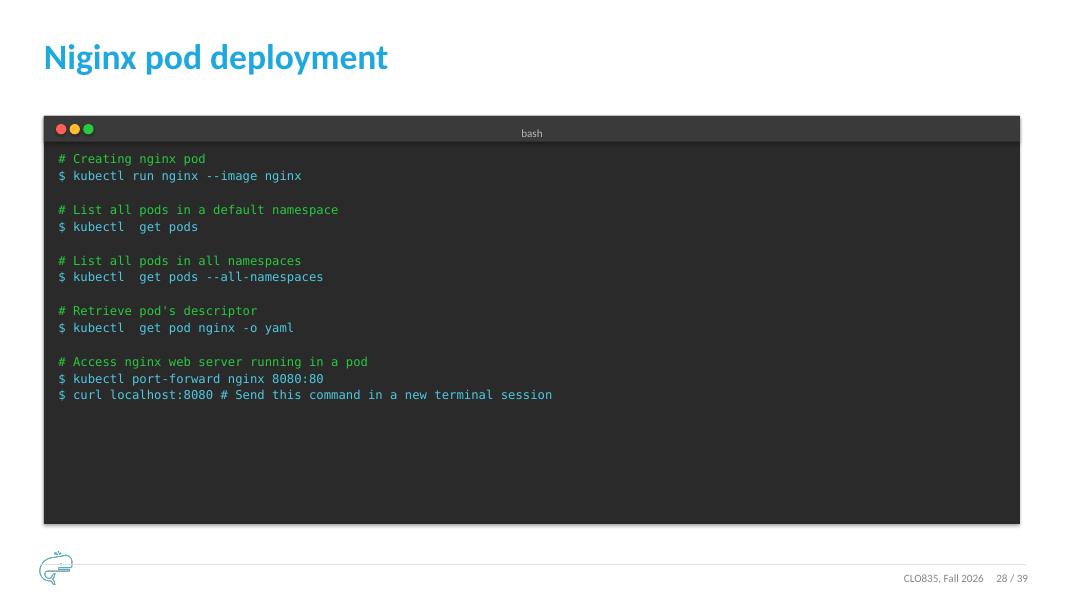 Niginx pod deployment
bash
# Creating nginx pod
$ kubectl run nginx --image nginx
# List all pods in a default namespace
$ kubectl  get pods
# List all pods in all namespaces
$ kubectl  get pods --all-namespaces
# Retrieve pod's descriptor
$ kubectl  get pod nginx -o yaml
# Access nginx web server running in a pod
$ kubectl port-forward nginx 8080:80
$ curl localhost:8080 # Send this command in a new terminal session
CLO835, Fall 2026 28 / 39